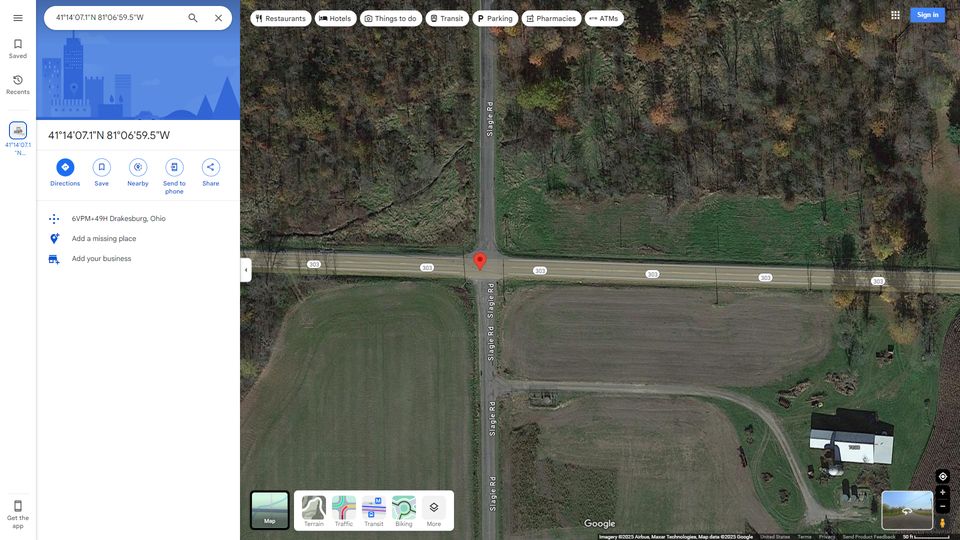 41°14'07.1"N 81°06'59.5"W
Restaurants
Hotels
Things to do
Transit
Parking
Pharmacies
ATMs
Sign in
Saved
Recents
41°14'07.1
"N...
41°14'07.1"N 81°06'59.5"W
Directions
Save
Nearby
Send to
phone
Share
6VPM+49H Drakesburg, Ohio
Add a missing place
Add your business
Get the
app
Slagle Rd
303
303
303
303
303
303
Slagle Rd
Slagle Rd
Slagle Rd
Slagle Rd
Map
Terrain
Traffic
Transit
Biking
More
Google
Imagery ©2025 Airbus, Maxar Technologies, Map data ©2025 Google
United States
Terms
Privacy
Send Product Feedback
50 ft